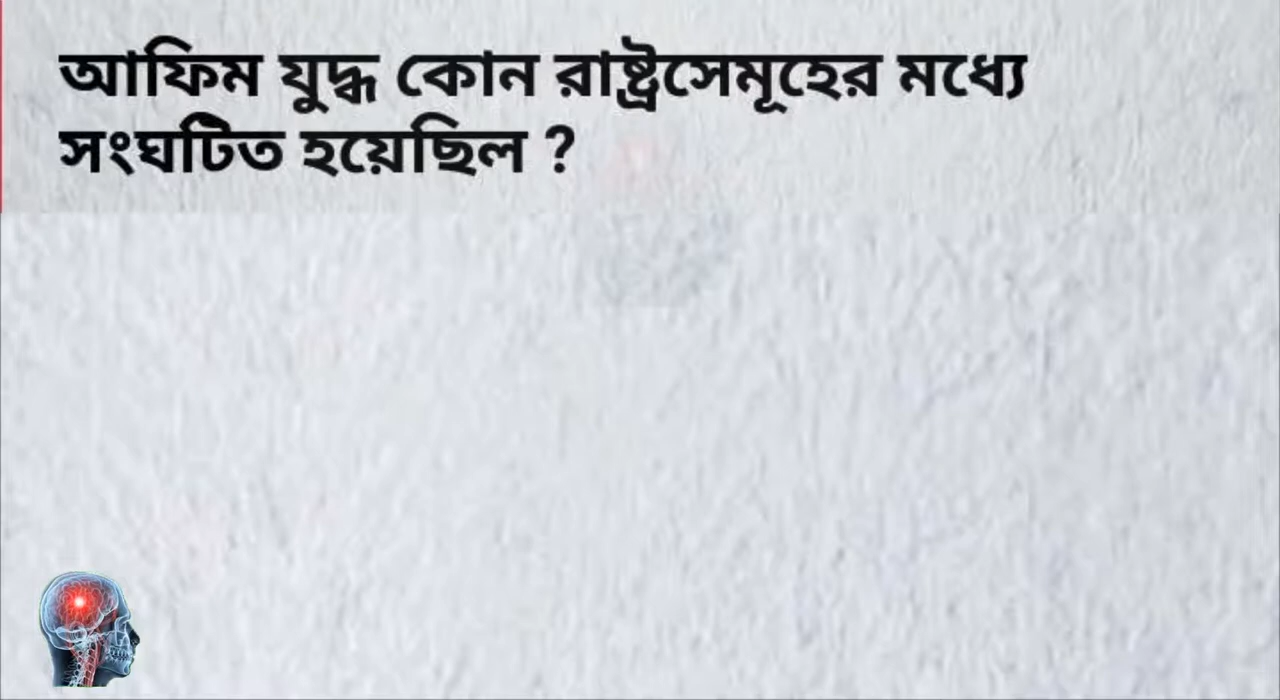 আফিম যুদ্ধ কোন রাষ্ট্রসেমূহের মধ্যে
সংঘটিত হয়েছিল ?